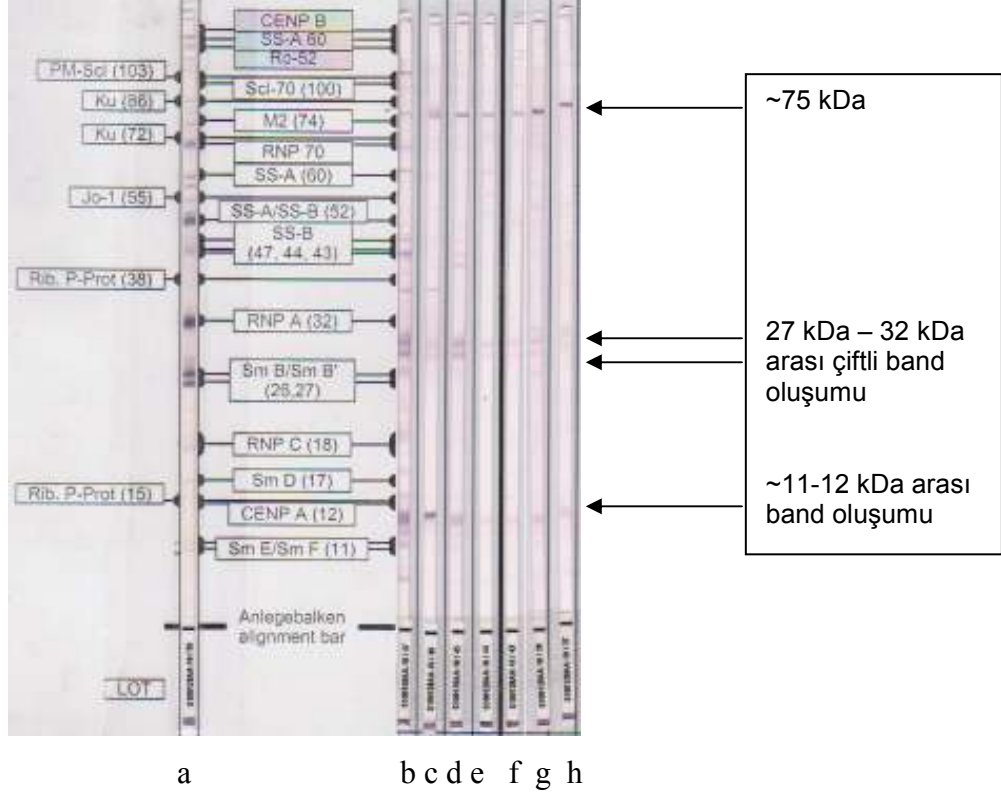 CENP B
SS-A 60
Ro-52
PM-Scl (103)
Scl-70 (100)
Ku (86)
M2 (74)
Ku (72)
RNP 70
SS-A (60)
Jo-1 (55)
SS-A/SS-B (52)
SS-B
(47, 44, 43)
Rib. P-Prot (38)
RNP A (32)
Sm B/Sm B'
(26,27)
RNP C (18)
Sm D (17)
Rib. P-Prot (15)
CENP A (12)
Sm E/Sm F (11)
Anlegebalken
alignment bar
LOT
~75 kDa
27 kDa – 32 kDa
arası çiftli band
oluşumu
~11-12 kDa arası
band oluşumu
a b c d e f g h